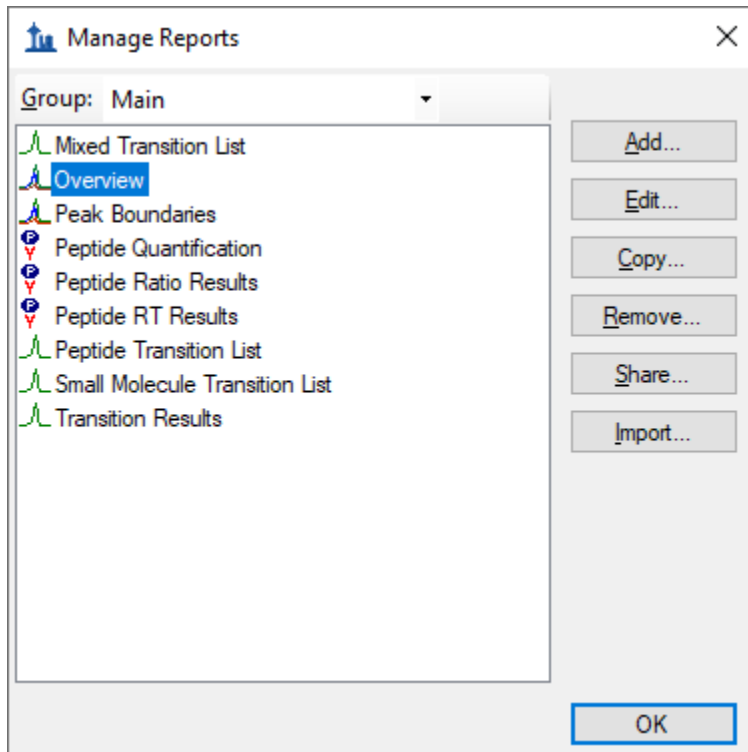 Manage Reports
Group: Main
Mixed Transition List
Overview
Peak Boundaries
Peptide Quantification
Peptide Ratio Results
Peptide RT Results
Peptide Transition List
Small Molecule Transition List
Transition Results
Add...
Edit...
Copy...
Remove...
Share...
Import...
OK